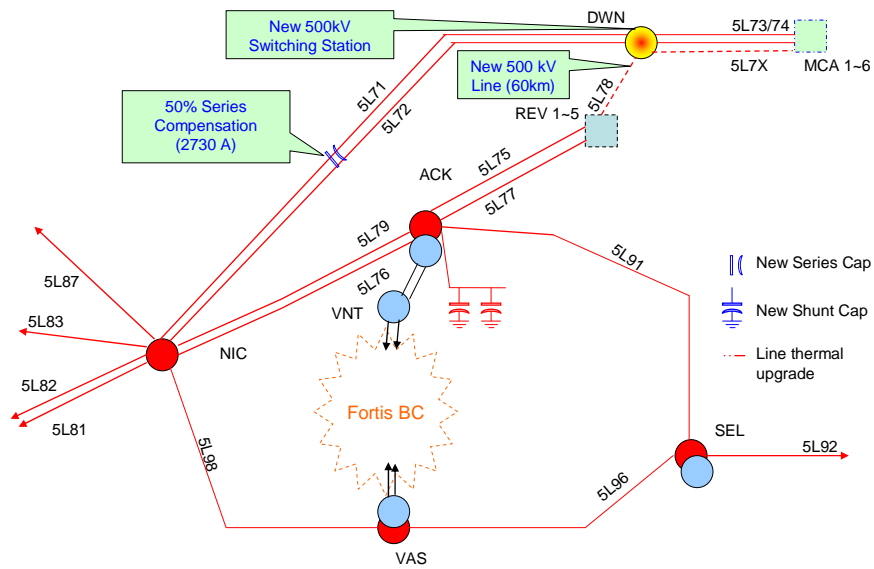 New 500kV
Switching Station
DWN
5L73/74
5L7X
MCA 1~6
New 500 kV
Line (60km)
5L78
REV 1~5
50% Series
Compensation
(2730 A)
5L71
5L72
ACK
5L75
5L77
5L79
5L76
5L91
5L87
5L83
NIC
VNT
New Series Cap
New Shunt Cap
Line thermal
upgrade
5L82
5L81
Fortis BC
5L98
SEL
5L92
5L96
VAS